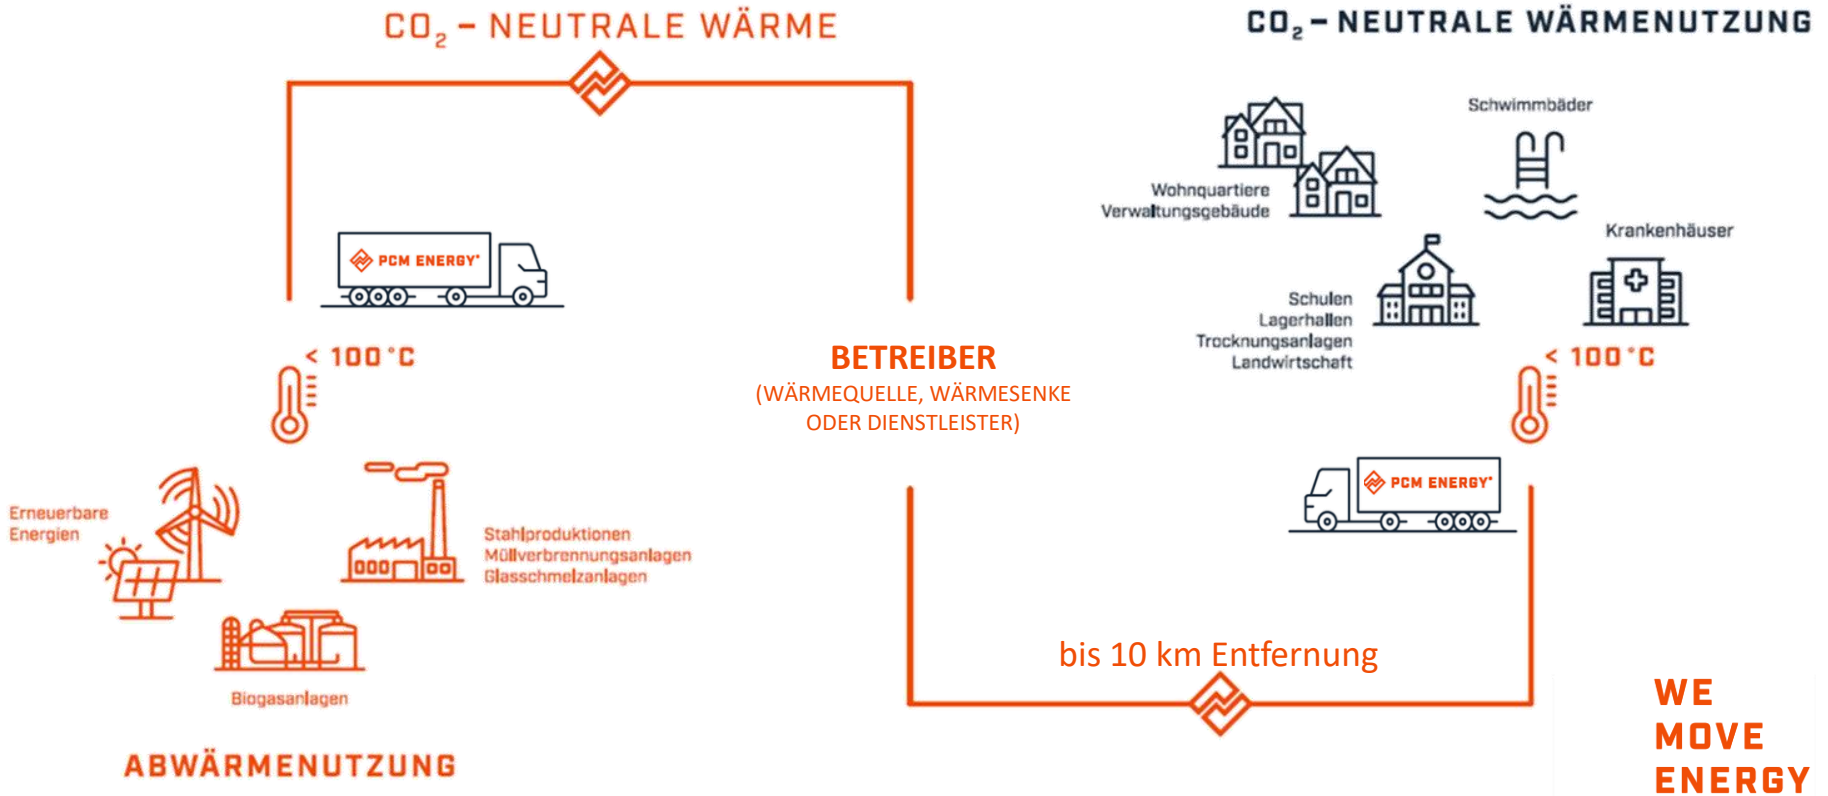 CO₂ – NEUTRALE WÄRME
CO₂ – NEUTRALE WÄRMENUTZUNG
Schwimmbäder
Wohnquartiere
Verwaltungsgebäude
Krankenhäuser
PCM ENERGY*
Schulen
Lagerhallen
Trocknungsanlagen
Landwirtschaft
< 100 °C
BETREIBER
(WÄRMEQUELLE, WÄRMESENKE
ODER DIENSTLEISTER)
< 100 °C
PCM ENERGY*
Erneuerbare
Energien
Stahlproduktionen
Müllverbrennungsanlagen
Glasschmelzanlagen
Biogasanlagen
bis 10 km Entfernung
ABWÄRMENUTZUNG
WE
MOVE
ENERGY